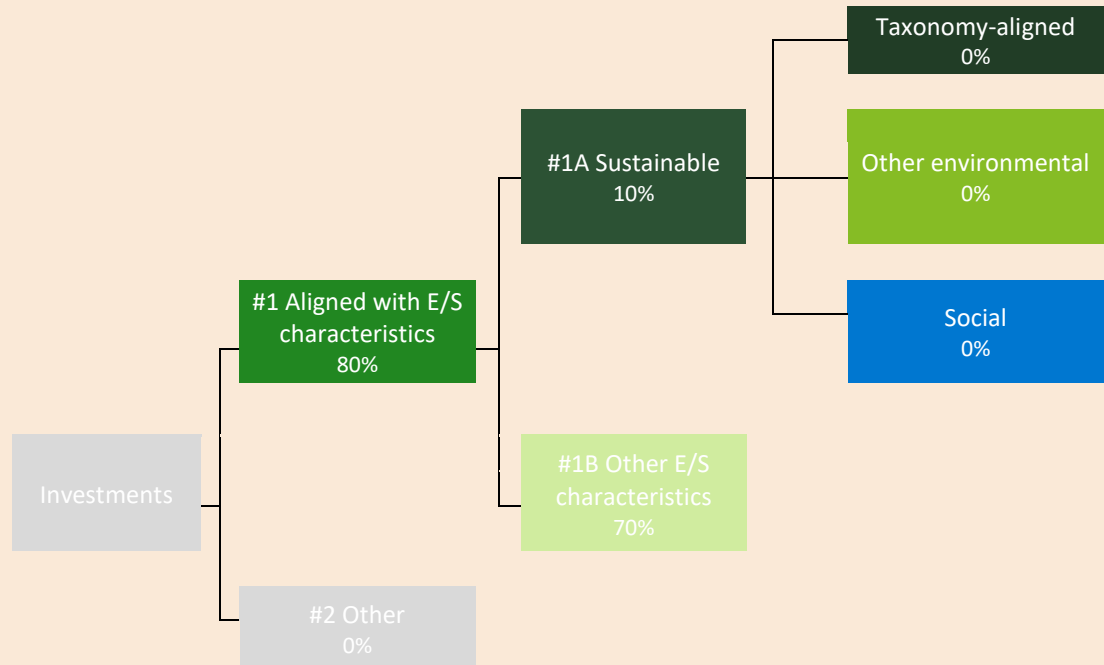 Taxonomy-aligned
0%
#1A Sustainable
10%
Other environmental
0%
#1 Aligned with E/S
characteristics
80%
Social
0%
Investments
#1B Other E/S
characteristics
70%
#2 Other
0%